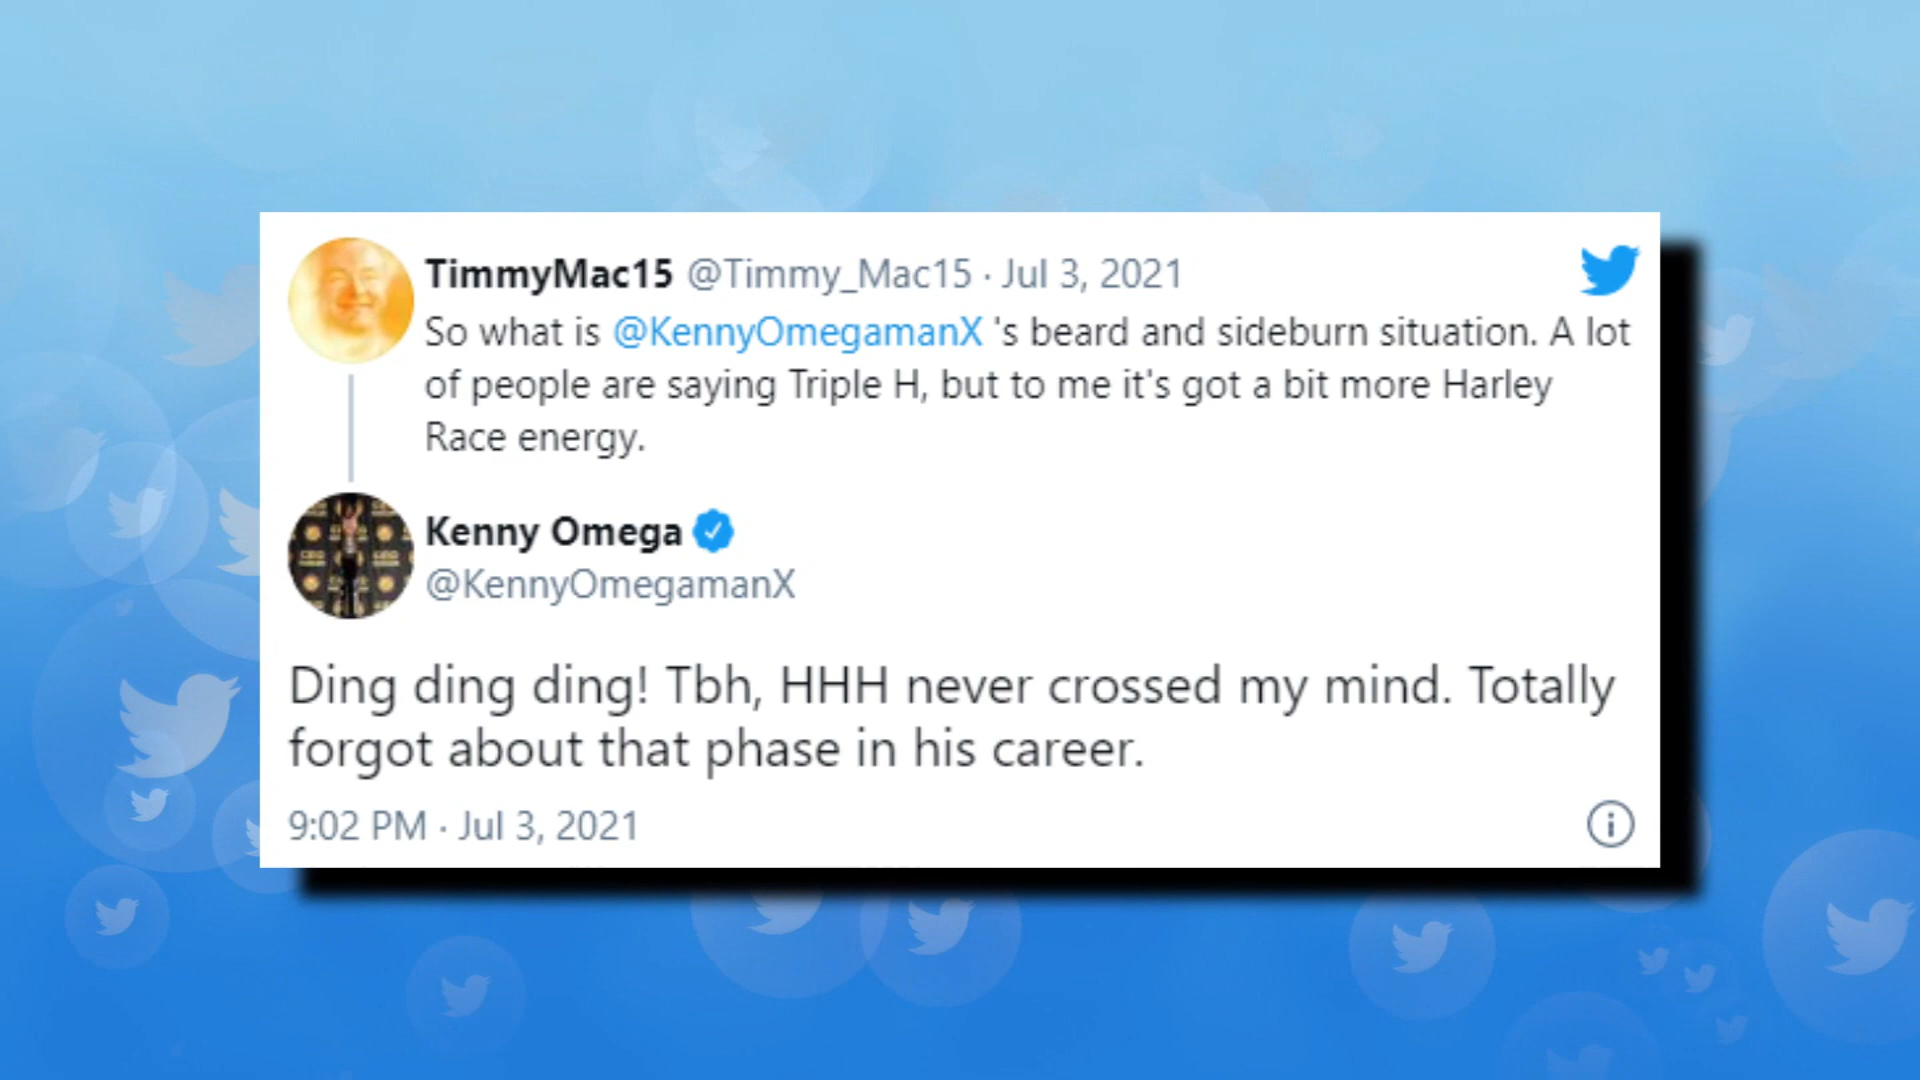 TimmyMac15 @Timmy_Mac15 · Jul 3, 2021
So what is @KennyOmegamanX 's beard and sideburn situation. A lot
of people are saying Triple H, but to me it's got a bit more Harley
Race energy.
Kenny Omega
@KennyOmegamanX
Ding ding ding! Tbh, HHH never crossed my mind. Totally
forgot about that phase in his career.
9:02 PM · Jul 3, 2021